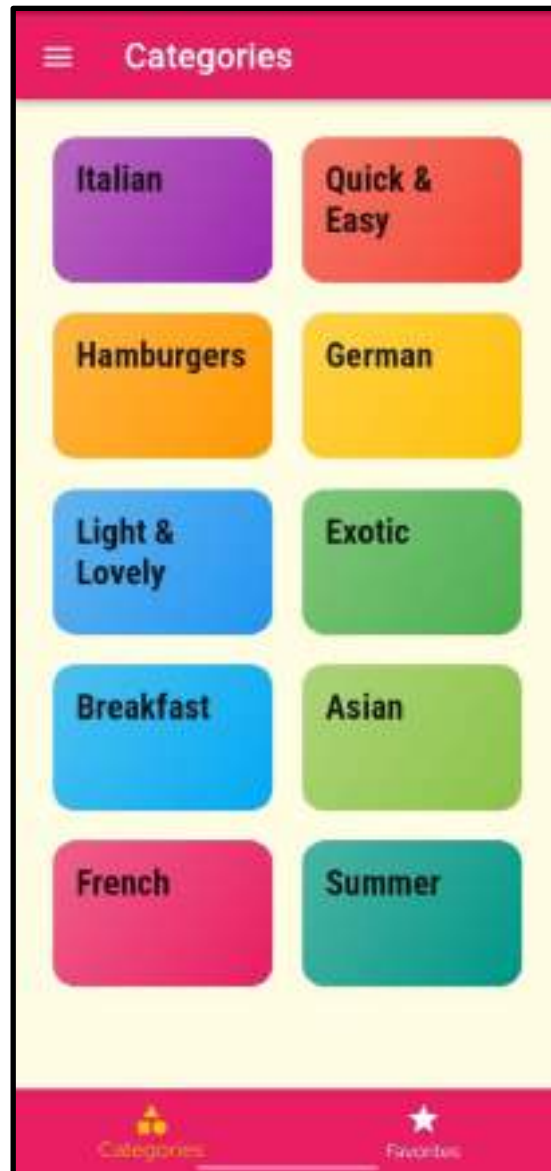 Categories
Italian
Quick &
Easy
Hamburgers
German
Light &
Lovely
Exotic
Breakfast
Asian
French
Summer
Categories
Favorites